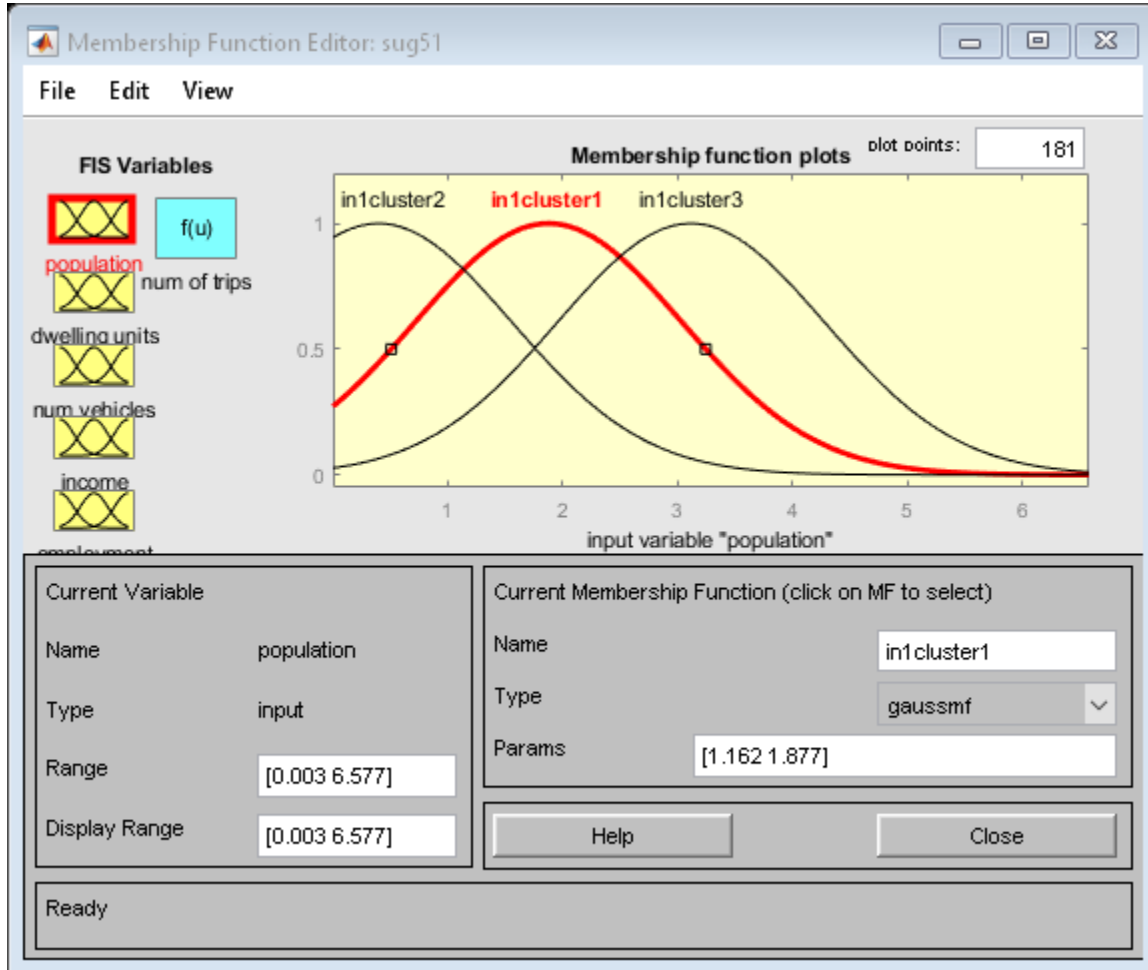 Membership Function Editor: sug51
File Edit View
FIS Variables
f(u)
population
num of trips
dwelling units
num vehicles
income
employment
Membership function plots
plot points:
181
in1cluster2
in1cluster1
in1cluster3
1
0.5
0
1 2 3 4 5 6
input variable "population"
Current Variable
Name population
Type input
Range [0.003 6.577]
Display Range [0.003 6.577]
Current Membership Function (click on MF to select)
Name in1cluster1
Type gaussmf
Params [1.162 1.877]
Help
Close
Ready